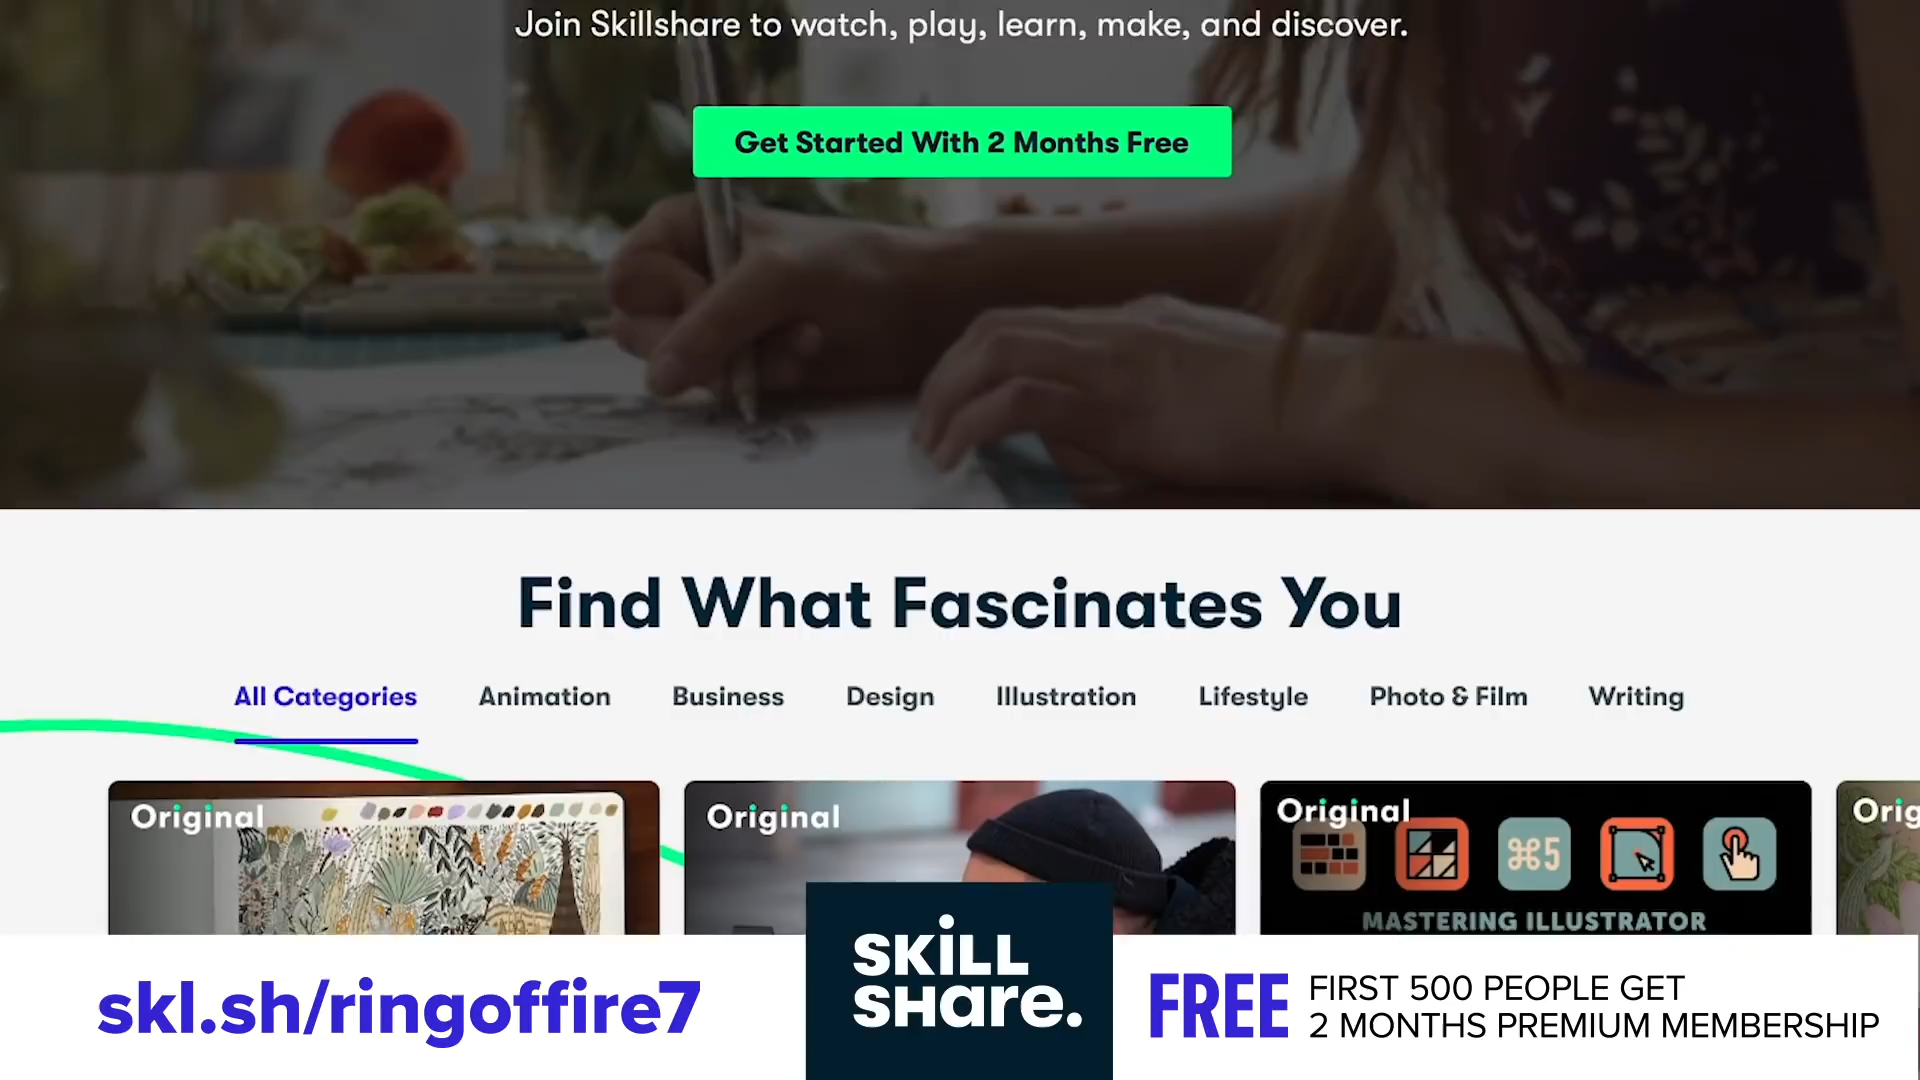 Join Skillshare to watch, play, learn, make, and discover.
Get Started With 2 Months Free
Find What Fascinates You
All Categories Animation Business Design Illustration Lifestyle Photo & Film Writing
Original Original Original Orig
⌘5
MASTERING ILLUSTRATOR
skl.sh/ringoffire7
SKiLL
SHare.
FREE
FIRST 500 PEOPLE GET
2 MONTHS PREMIUM MEMBERSHIP